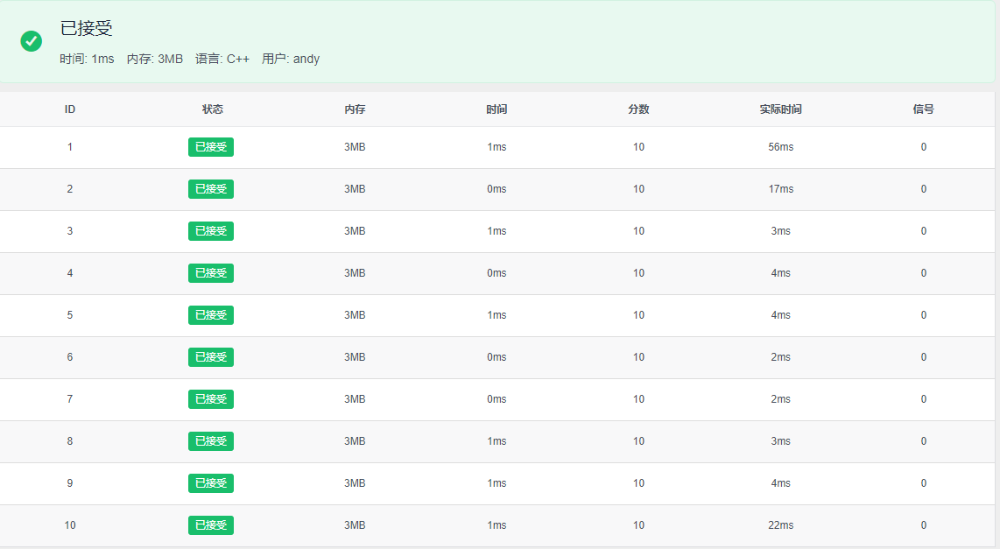 已接受
时间: 1ms 内存: 3MB 语言: C++ 用户: andy
ID 状态 内存 时间 分数 实际时间 信号
1 已接受 3MB 1ms 10 56ms 0
2 已接受 3MB 0ms 10 17ms 0
3 已接受 3MB 1ms 10 3ms 0
4 已接受 3MB 0ms 10 4ms 0
5 已接受 3MB 1ms 10 4ms 0
6 已接受 3MB 0ms 10 2ms 0
7 已接受 3MB 0ms 10 2ms 0
8 已接受 3MB 1ms 10 3ms 0
9 已接受 3MB 1ms 10 4ms 0
10 已接受 3MB 1ms 10 22ms 0